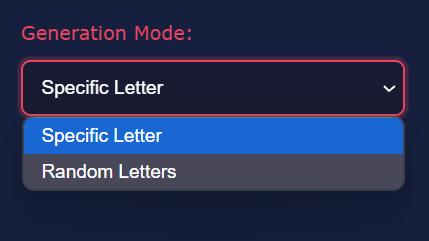 Generation Mode:
Specific Letter
Specific Letter
Random Letters